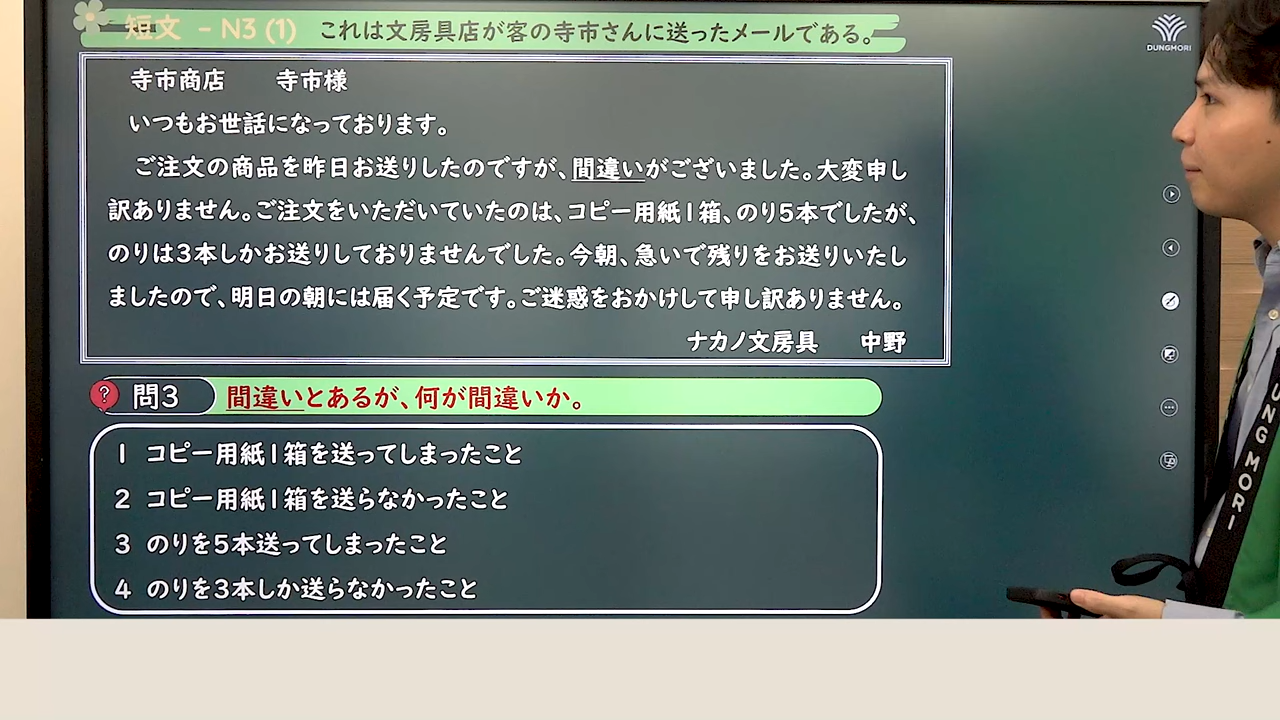 短文 - N3 (1) これは文房具店が客の寺市さんに送ったメールである。
DUNGMORI
寺市商店　寺市様
いつもお世話になっております。
ご注文の商品を昨日お送りしたのですが、間違いがございました。大変申し
訳ありません。ご注文をいただいていたのは、コピー用紙1箱、のり5本でしたが、
のりは3本しかお送りしておりませんでした。今朝、急いで残りをお送りいたし
ましたので、明日の朝には届く予定です。ご迷惑をおかけして申し訳ありません。
ナカノ文房具　中野
? 問3 間違いとあるが、何が間違いか。
1 コピー用紙1箱を送ってしまったこと
2 コピー用紙1箱を送らなかったこと
3 のりを5本送ってしまったこと
4 のりを3本しか送らなかったこと
UNG MORI